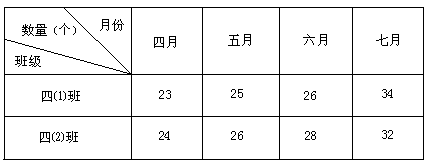 数量（个） 月份
班级
四月 五月 六月 七月
四⑴班 23 25 26 34
四⑵班 24 26 28 32